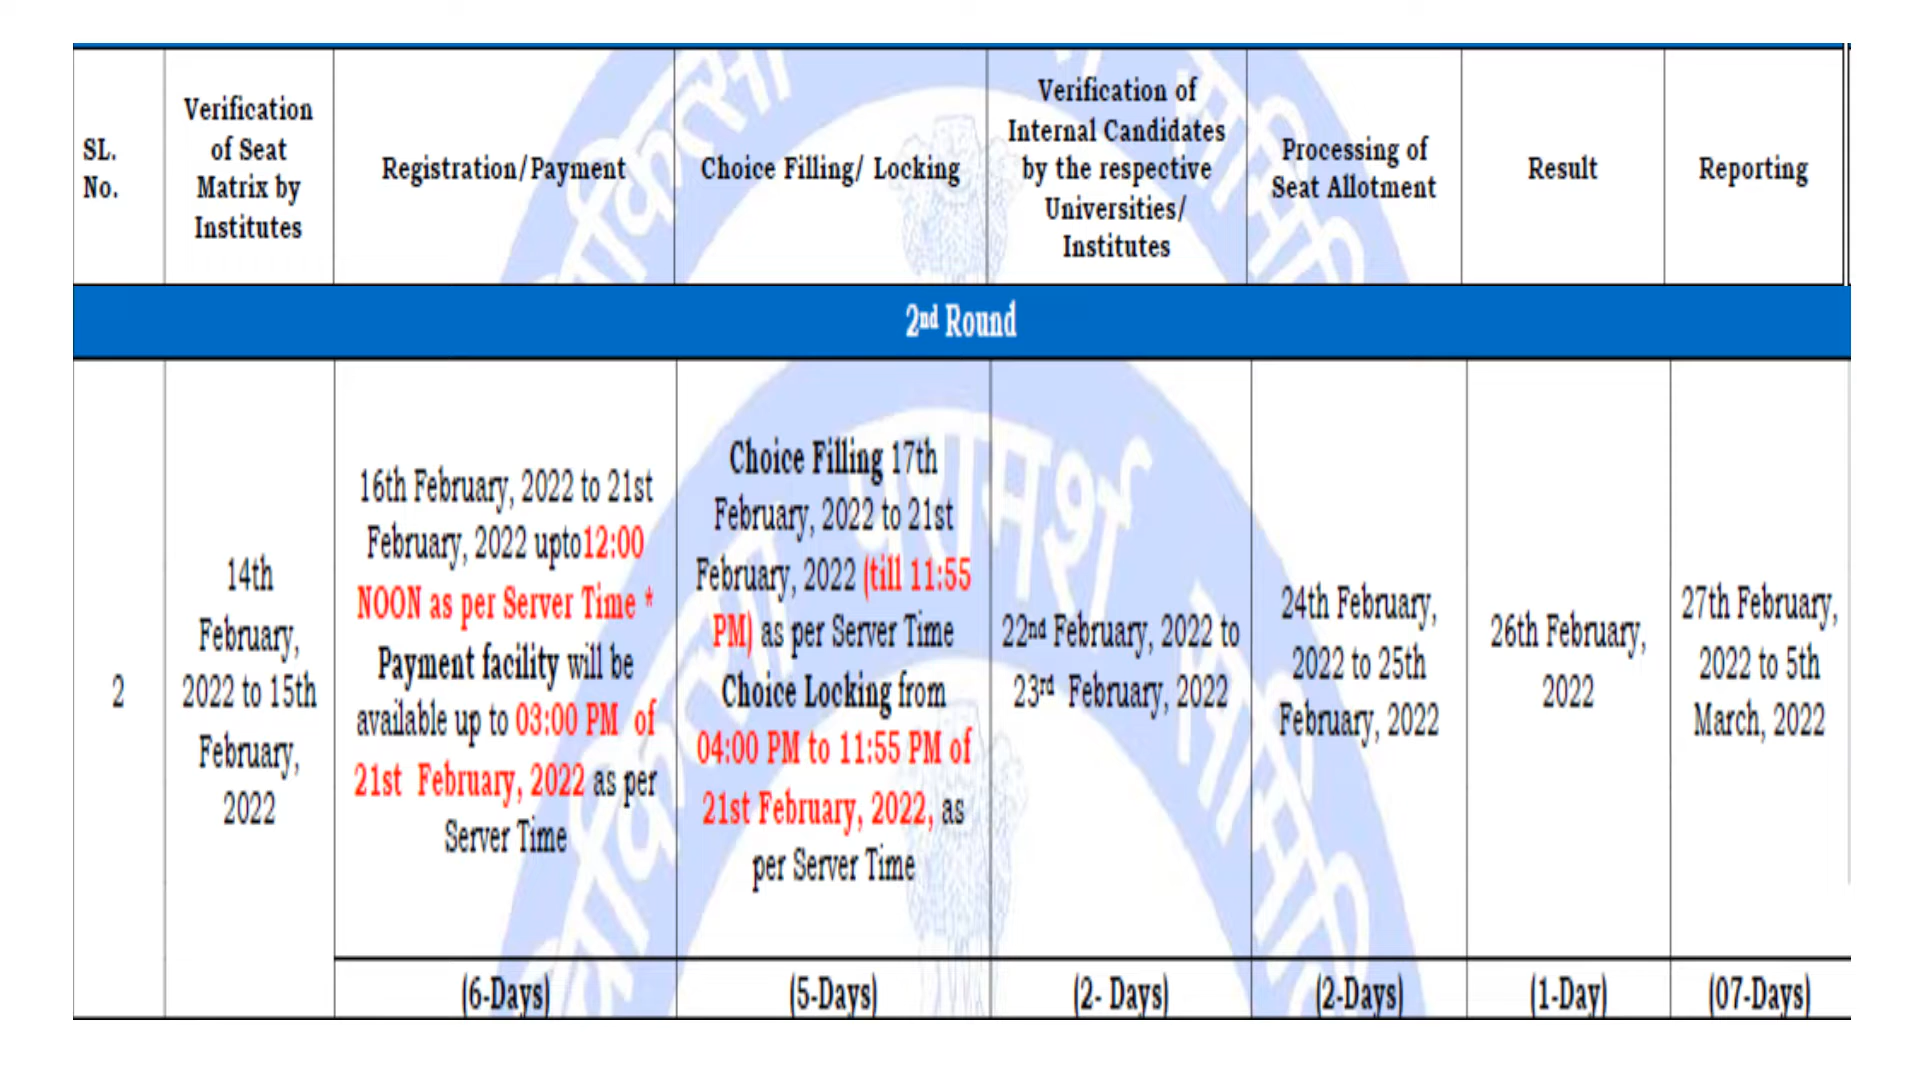 SL.
No.
Verification
of Seat
Matrix by
Institutes
Registration/Payment
Choice Filling/ Locking
Verification of
Internal Candidates
by the respective
Universities/
Institutes
Processing of
Seat Allotment
Result
Reporting
2nd Round
2
14th
February,
2022 to 15th
February,
2022
16th February, 2022 to 21st
February, 2022 upto12:00
NOON as per Server Time *
Payment facility will be
available up to 03:00 PM of
21st February, 2022 as per
Server Time
Choice Filling 17th
February, 2022 to 21st
February, 2022 (till 11:55
PM) as per Server Time
Choice Locking from
04:00 PM to 11:55 PM of
21st February, 2022, as
per Server Time
22nd February, 2022 to
23rd February, 2022
24th February,
2022 to 25th
February, 2022
26th February,
2022
27th February,
2022 to 5th
March, 2022
(6-Days)
(5-Days)
(2- Days)
(2-Days)
(1-Day)
(07-Days)